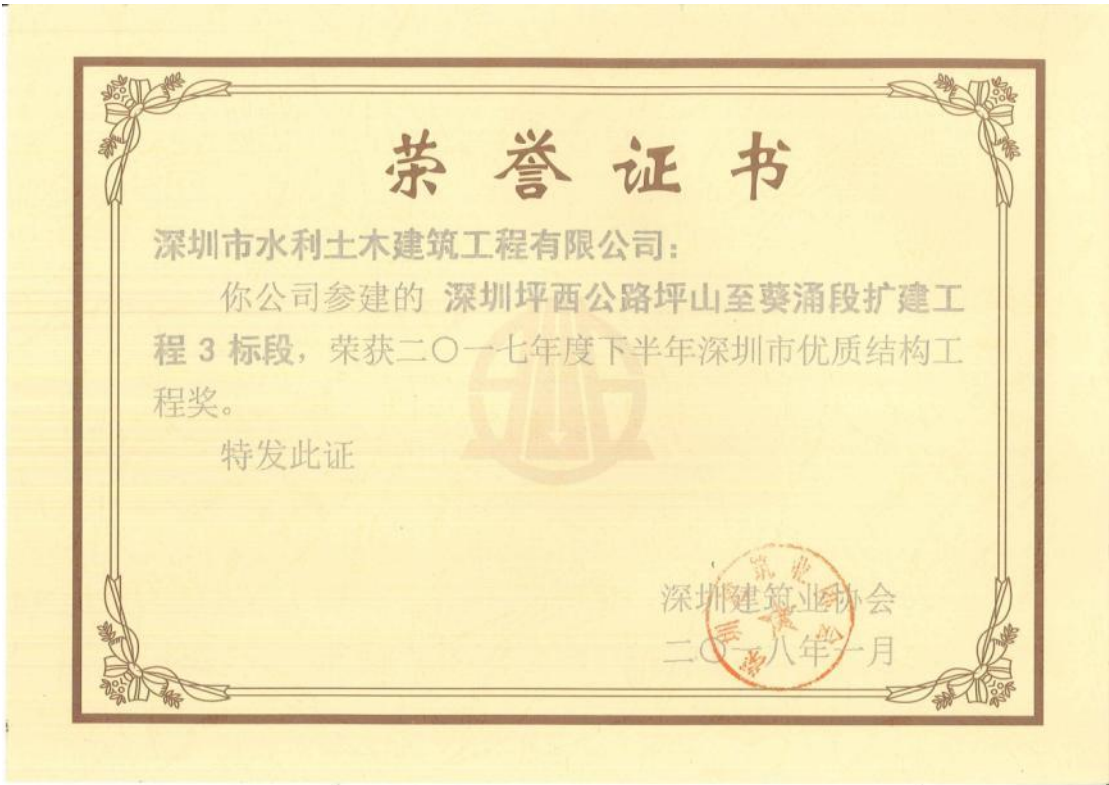 荣誉证书
深圳市水利土木建筑工程有限公司：
你公司参建的 深圳坪西公路坪山至葵涌段扩建工
程 3 标段，荣获二〇一七年度下半年深圳市优质结构工
程奖。
特发此证
深圳建筑业协会
二〇一八年一月